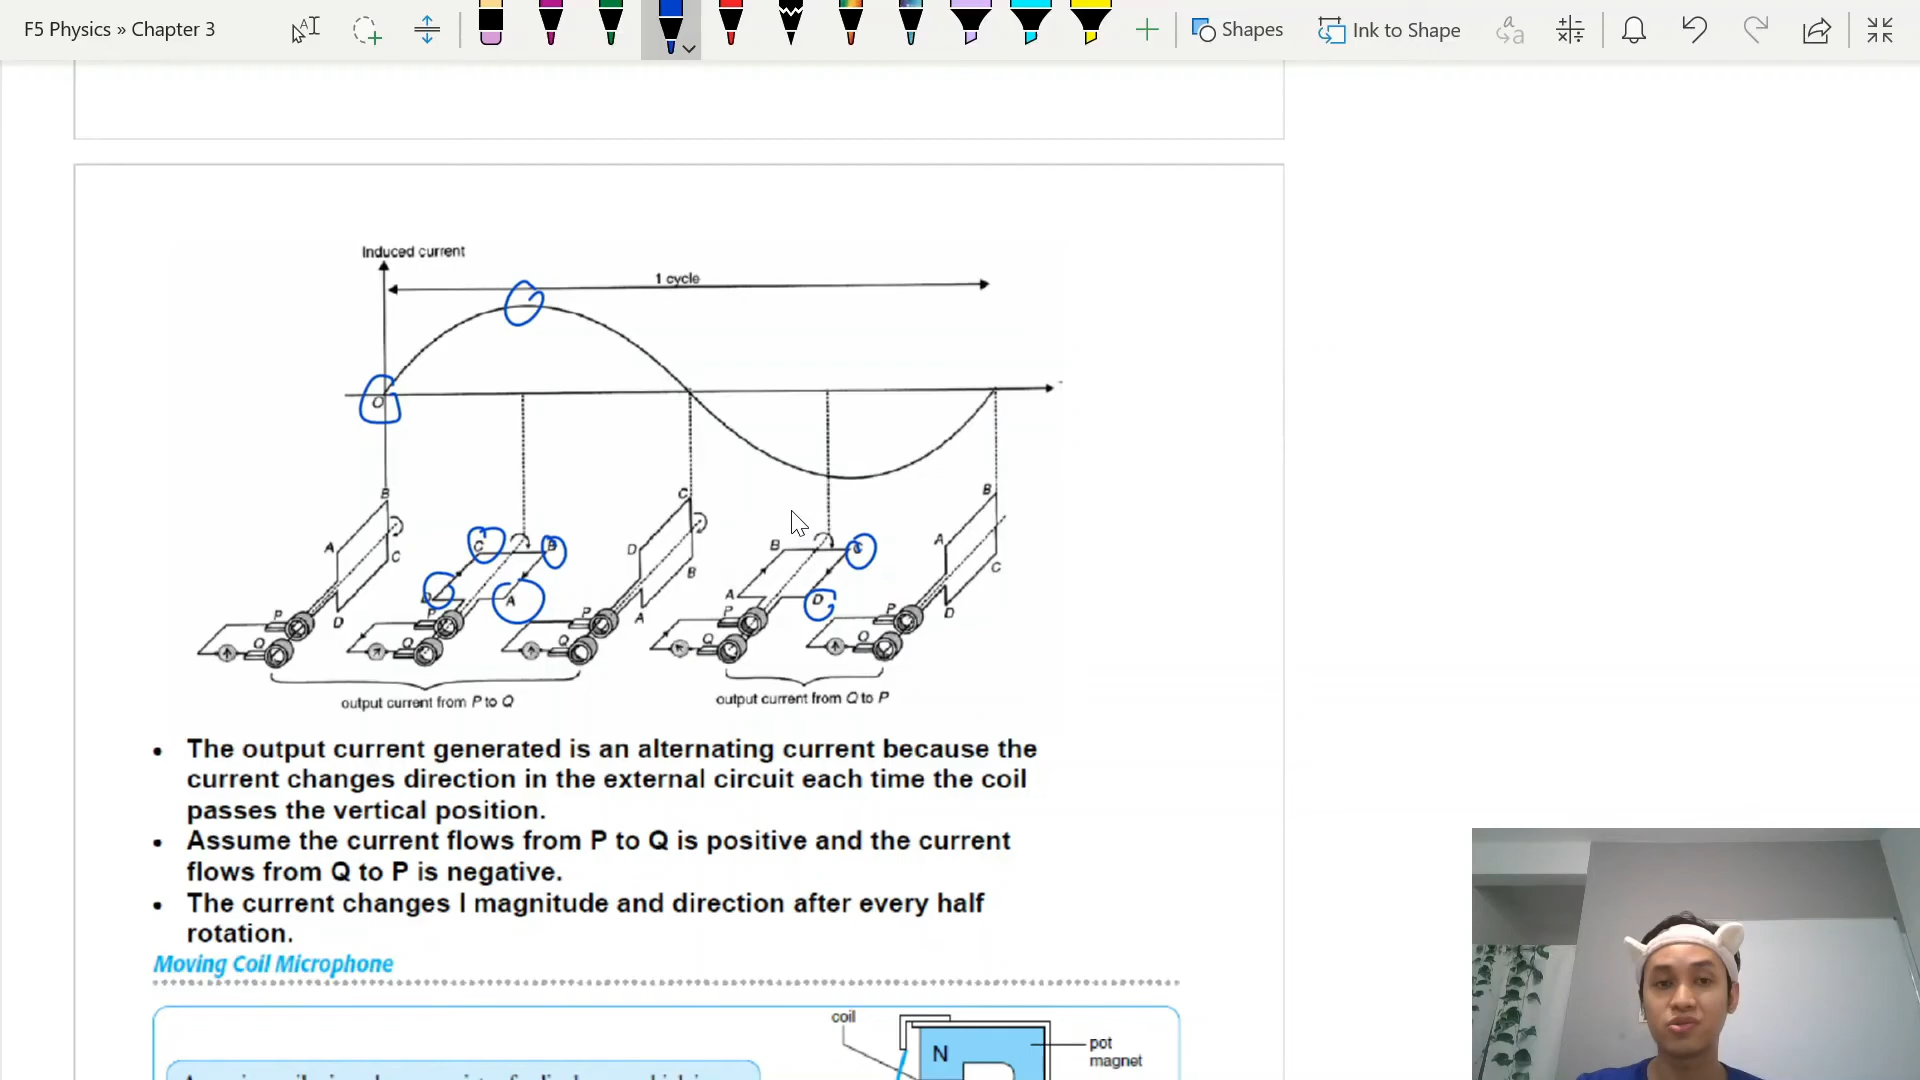 F5 Physics » Chapter 3
Shapes
Ink to Shape
Induced current
1 cycle
O
B
A
C
D
P
Q
C
B
D
A
P
Q
C
D
B
A
P
Q
B
C
A
D
P
Q
B
A
C
D
P
Q
output current from P to Q
output current from Q to P
• The output current generated is an alternating current because the
current changes direction in the external circuit each time the coil
passes the vertical position.
• Assume the current flows from P to Q is positive and the current
flows from Q to P is negative.
• The current changes I magnitude and direction after every half
rotation.
Moving Coil Microphone
coil
N
pot
magnet